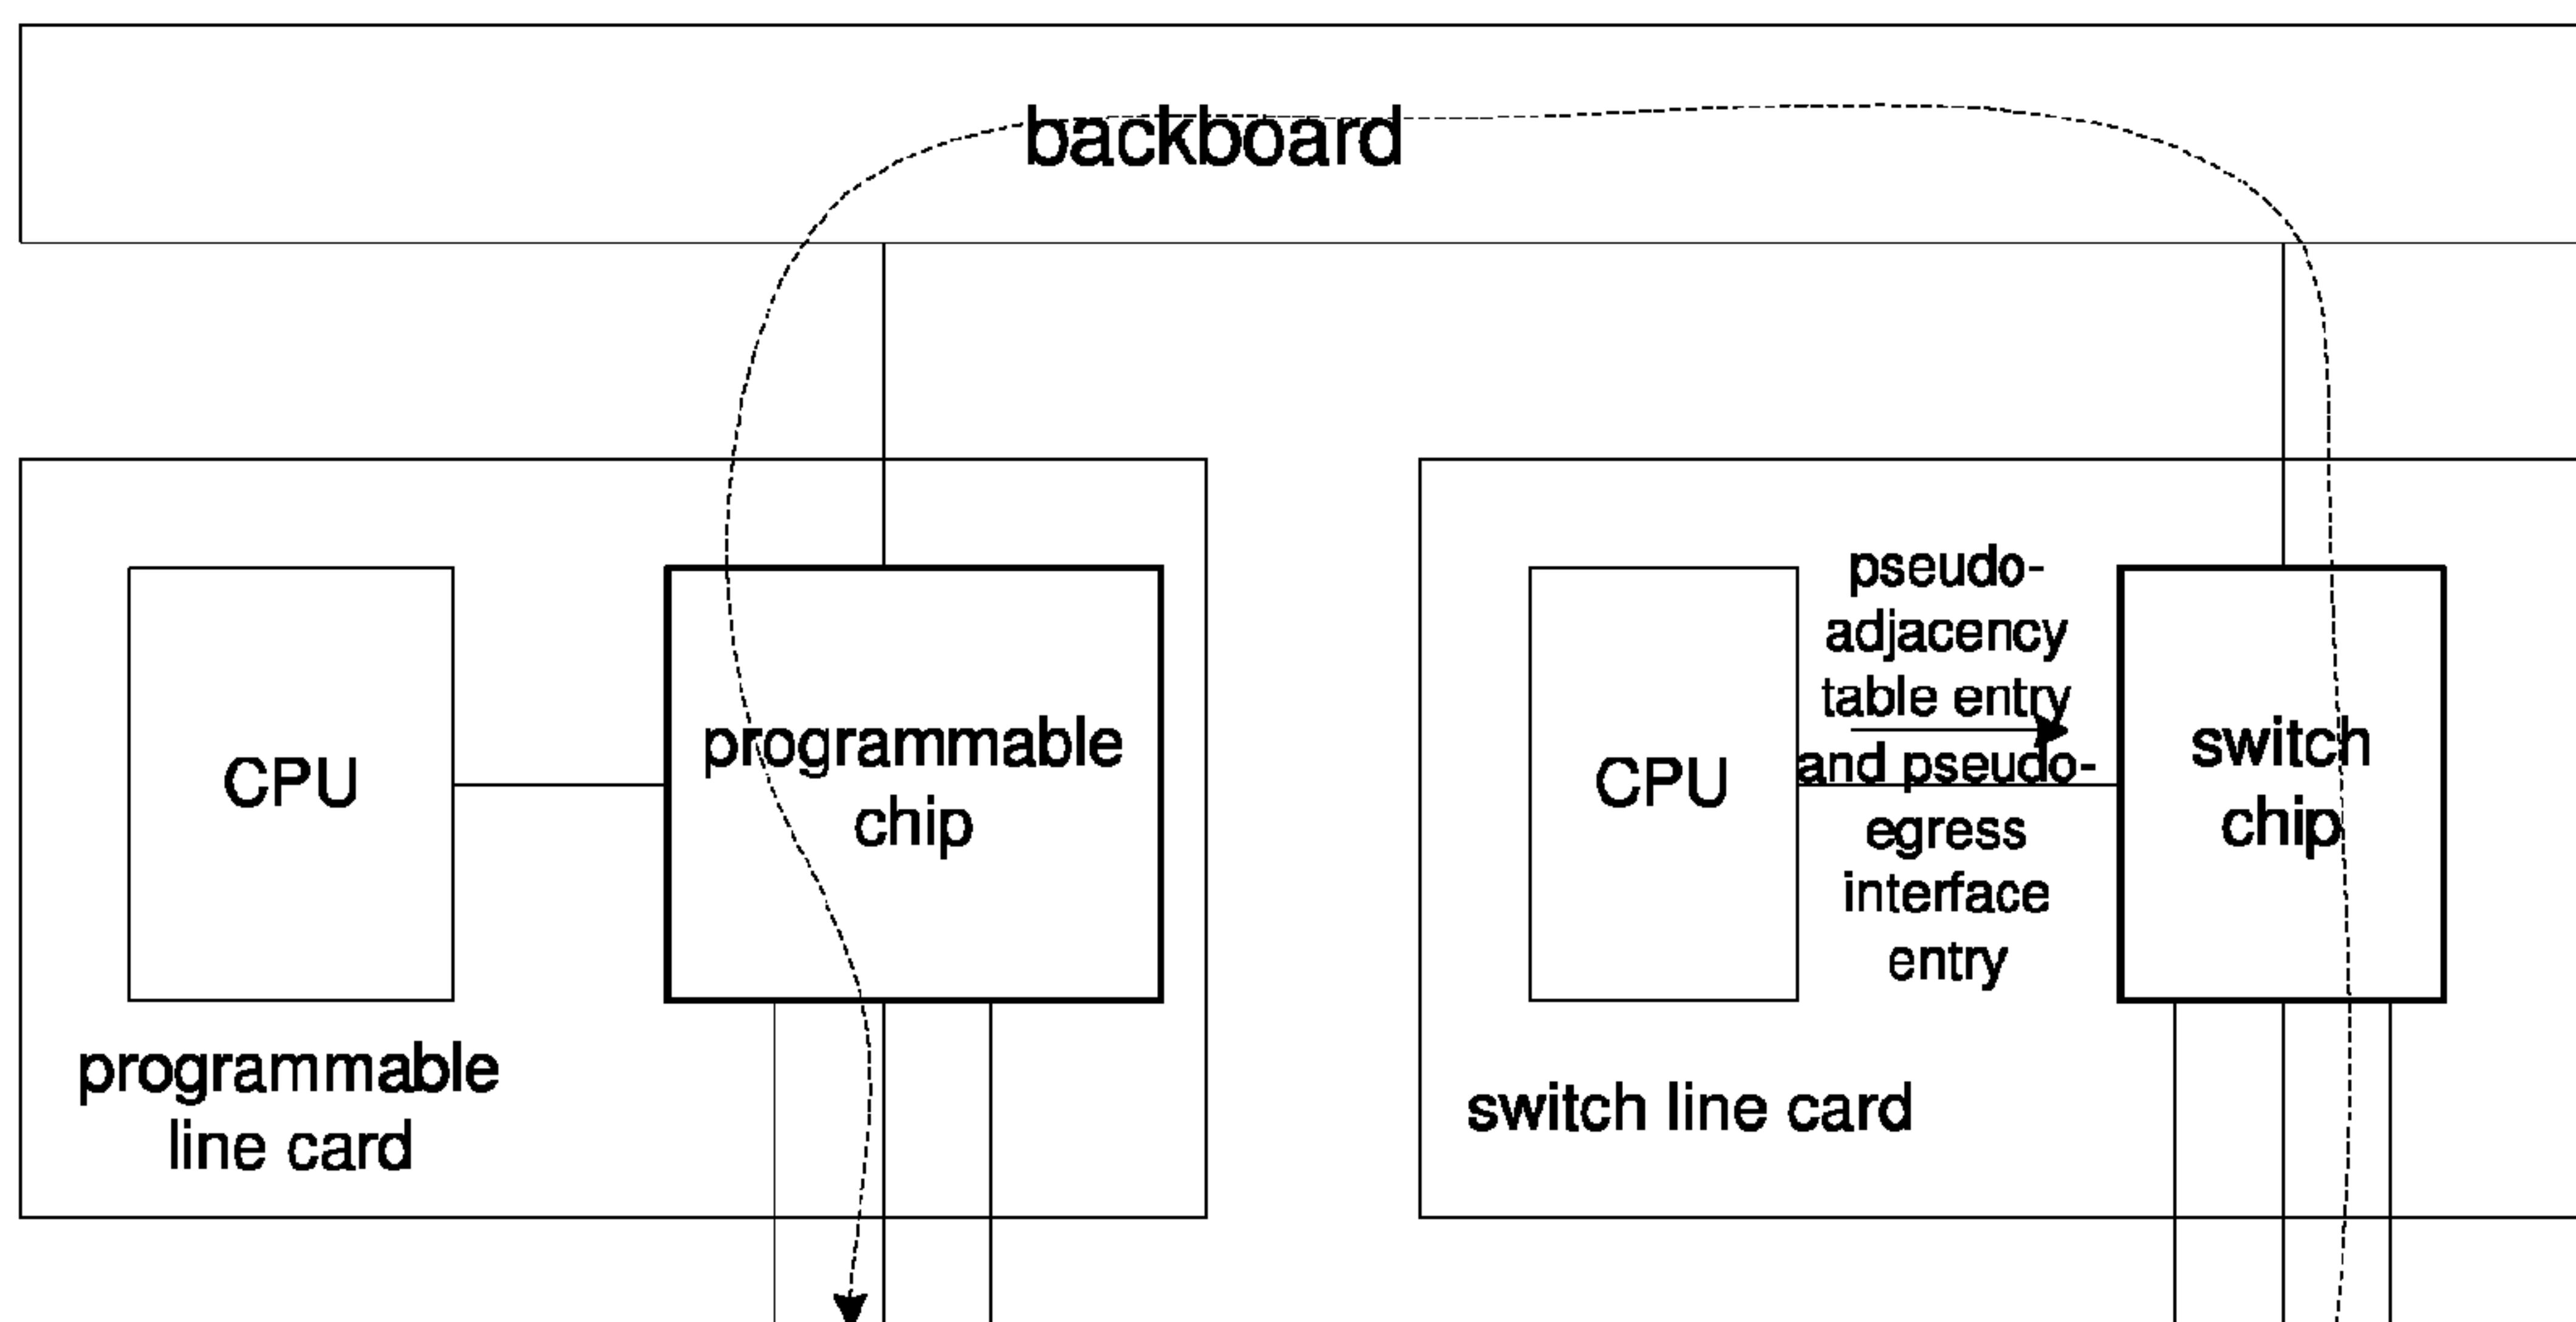 backboard
CPU
programmable
chip
programmable
line card
CPU
pseudo-
adjacency
table entry
and pseudo-
egress
interface
entry
switch
chip
switch line card